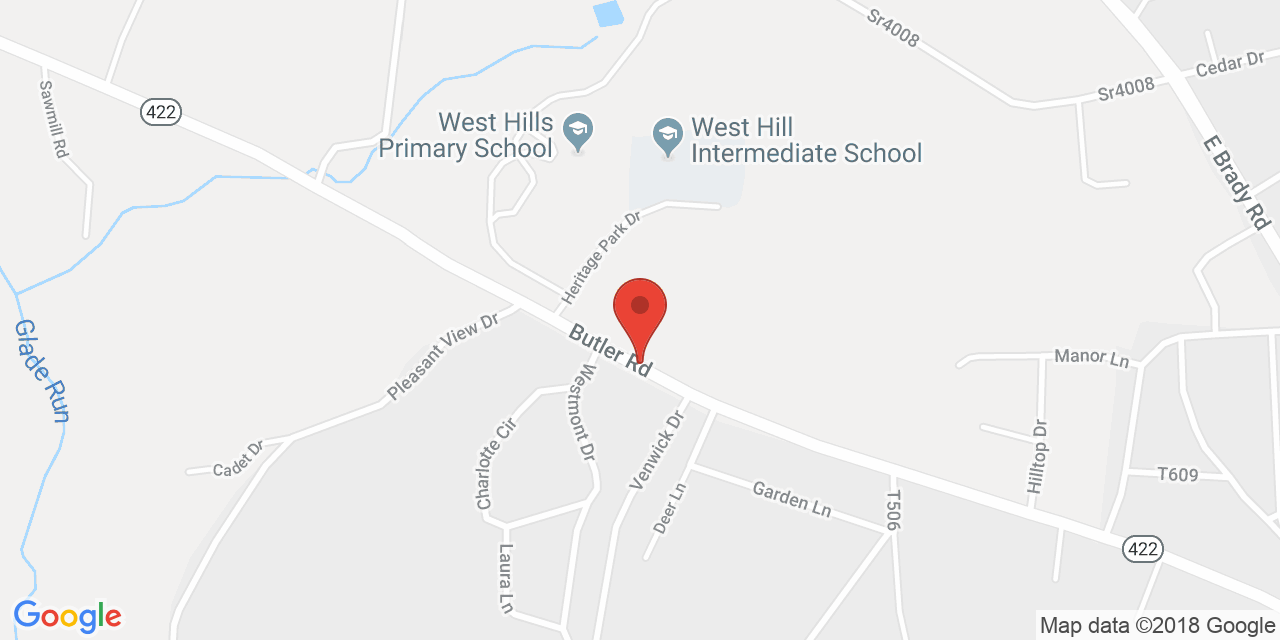 Sr4008
Cedar Dr
Sr4008
Sawmill Rd
422
West Hills
Primary School
West Hill
Intermediate School
E Brady Rd
Heritage Park Dr
Glade Run
Pleasant View Dr
Butler Rd
Manor Ln
Westmont Dr
Charlotte Cir
Venwick Dr
Hilltop Dr
Cadet Dr
T609
Garden Ln
Deer Ln
T506
422
Laura Ln
Google
Map data ©2018 Google